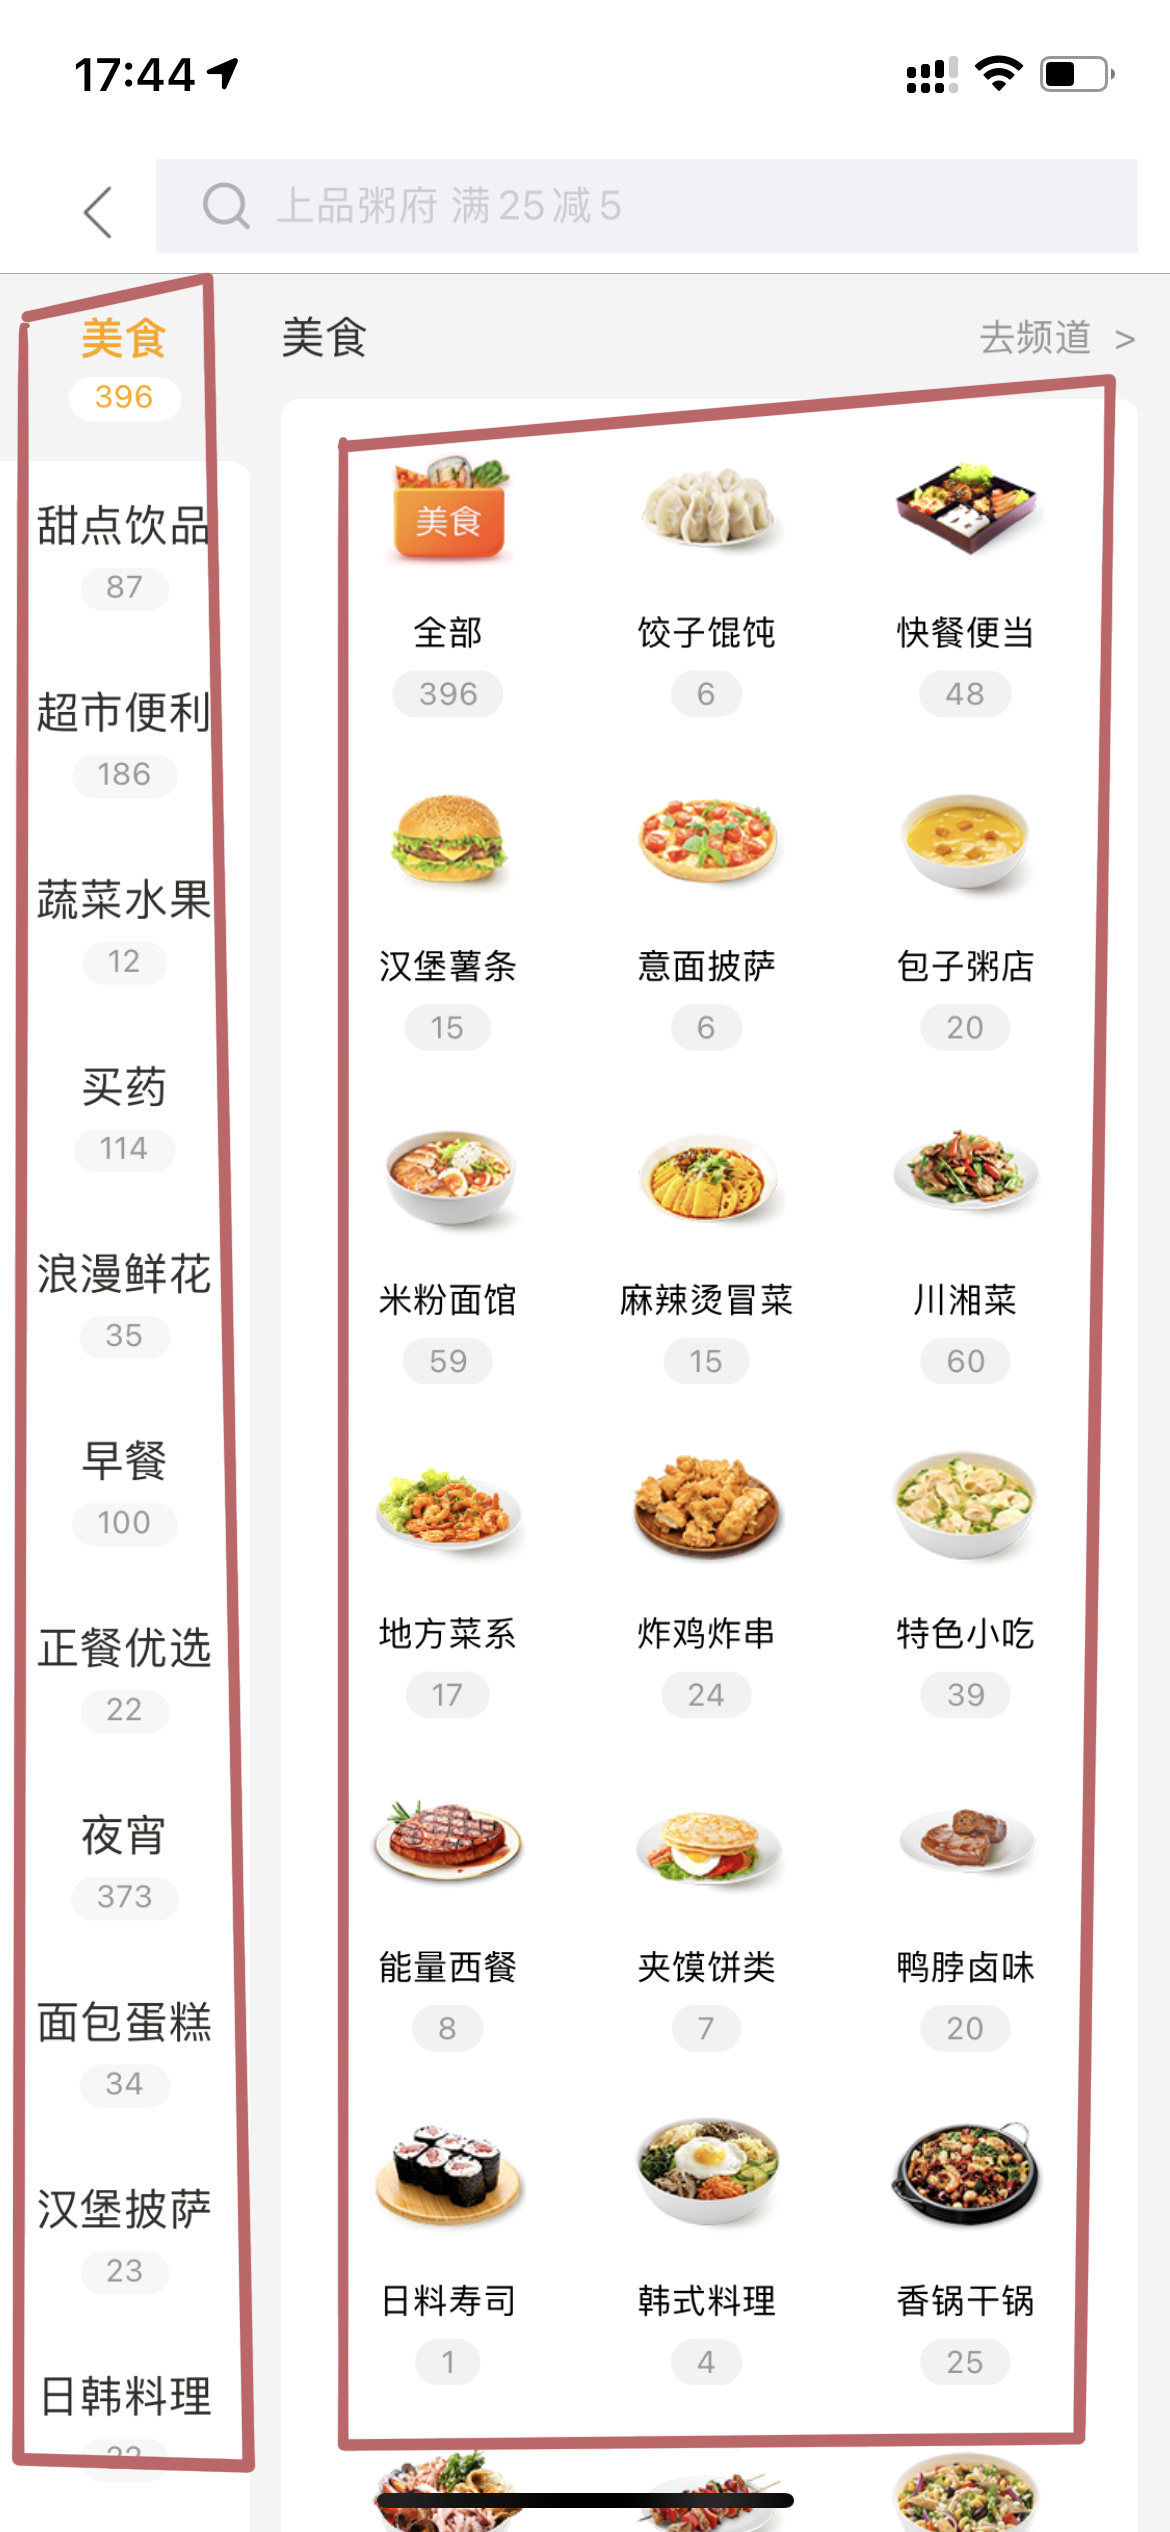 17:44
上品粥府 满25减5
美食
396
甜点饮品
87
超市便利
186
蔬菜水果
12
买药
114
浪漫鲜花
35
早餐
100
正餐优选
22
夜宵
373
面包蛋糕
34
汉堡披萨
23
日韩料理
美食 去频道 >
美食
全部 饺子馄饨 快餐便当
396 6 48
汉堡薯条 意面披萨 包子粥店
15 6 20
米粉面馆 麻辣烫冒菜 川湘菜
59 15 60
地方菜系 炸鸡炸串 特色小吃
17 24 39
能量西餐 夹馍饼类 鸭脖卤味
8 7 20
日料寿司 韩式料理 香锅干锅
1 4 25